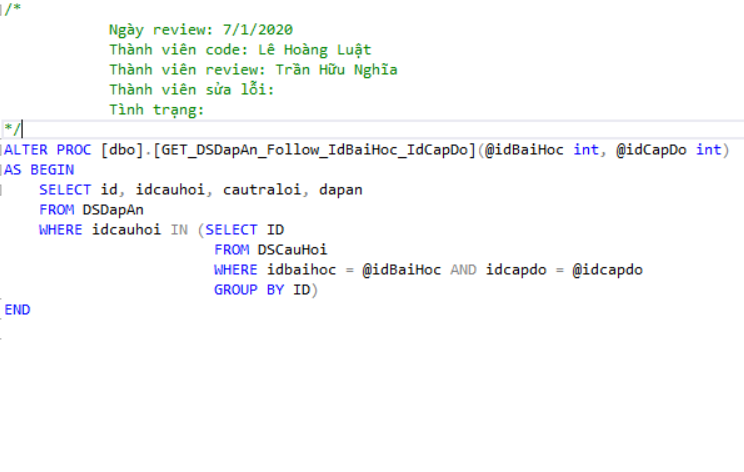 /*
Ngày review: 7/1/2020
Thành viên code: Lê Hoàng Luật
Thành viên review: Trần Hữu Nghĩa
Thành viên sửa lỗi:
Tình trạng:
*/
ALTER PROC [dbo].[GET_DSDapAn_Follow_IdBaiHoc_IdCapDo](@idBaiHoc int, @idCapDo int)
AS BEGIN
SELECT id, idcauhoi, cautraloi, dapan
FROM DSDapAn
WHERE idcauhoi IN (SELECT ID
FROM DSCauHoi
WHERE idbaihoc = @idBaiHoc AND idcapdo = @idcapdo
GROUP BY ID)
END